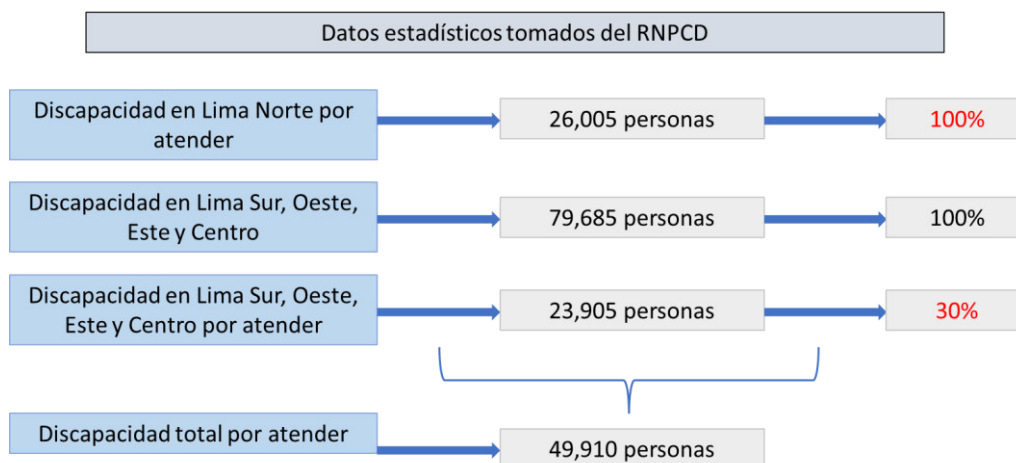 Datos estadísticos tomados del RNPCD
Discapacidad en Lima Norte por
atender
26,005 personas
100%
Discapacidad en Lima Sur, Oeste,
Este y Centro
79,685 personas
100%
Discapacidad en Lima Sur, Oeste,
Este y Centro por atender
23,905 personas
30%
Discapacidad total por atender
49,910 personas